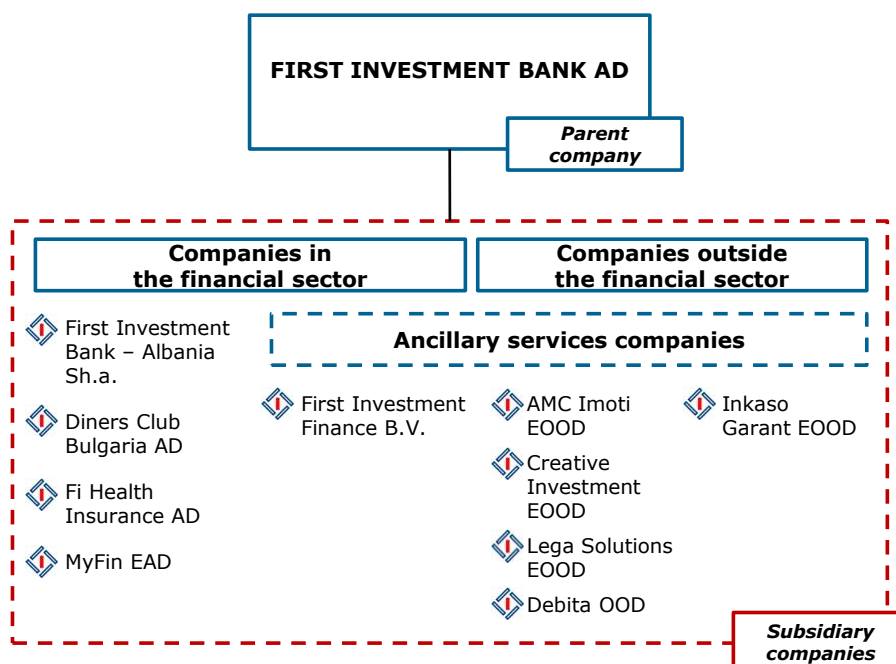 FIRST INVESTMENT BANK AD
Parent
company
Companies in
the financial sector
Companies outside
the financial sector
First Investment
Bank – Albania
Sh.a.
Diners Club
Bulgaria AD
Fi Health
Insurance AD
MyFin EAD
Ancillary services companies
First Investment
Finance B.V.
AMC Imoti
EOOD
Creative
Investment
EOOD
Lega Solutions
EOOD
Debita OOD
Inkaso
Garant EOOD
Subsidiary
companies